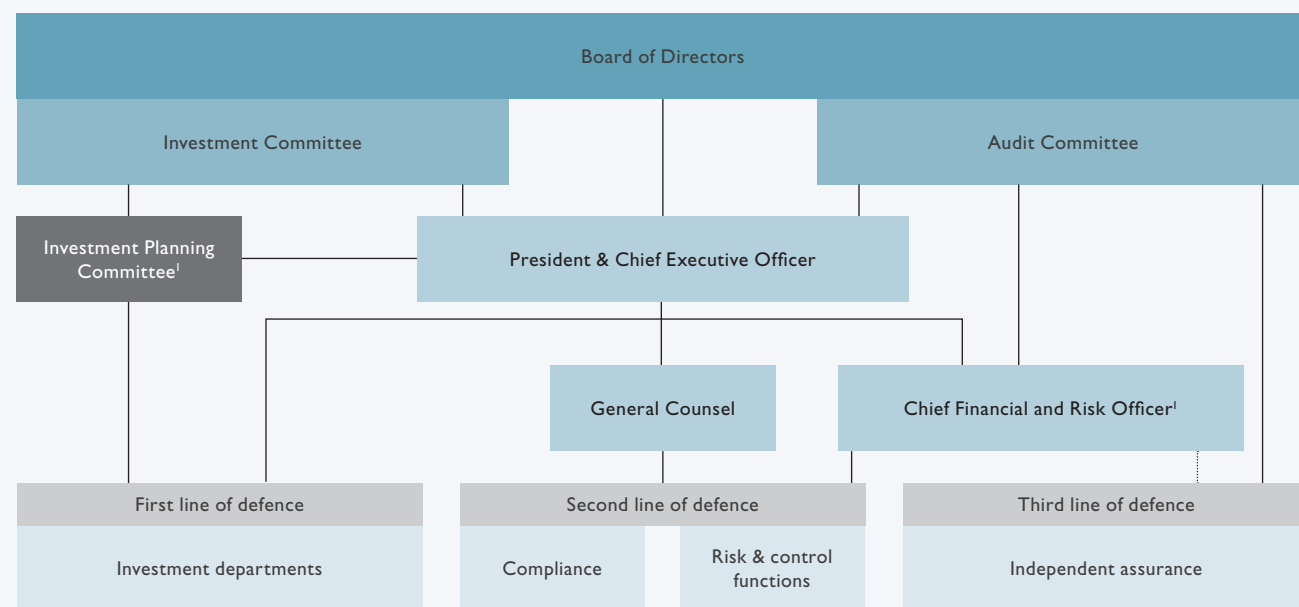 Board of Directors
Investment Committee
Audit Committee
Investment Planning
Committee¹
President & Chief Executive Officer
General Counsel
Chief Financial and Risk Officer¹
First line of defence
Second line of defence
Third line of defence
Investment departments
Compliance
Risk & control
functions
Independent assurance